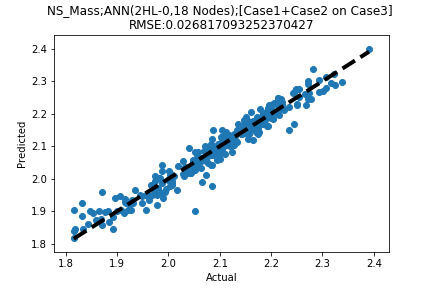 NS_Mass;ANN(2HL-0,18 Nodes);[Case1+Case2 on Case3]
RMSE:0.026817093252370427
2.4
2.3
2.2
2.1
2.0
1.9
1.8
Predicted
1.8 1.9 2.0 2.1 2.2 2.3 2.4
Actual